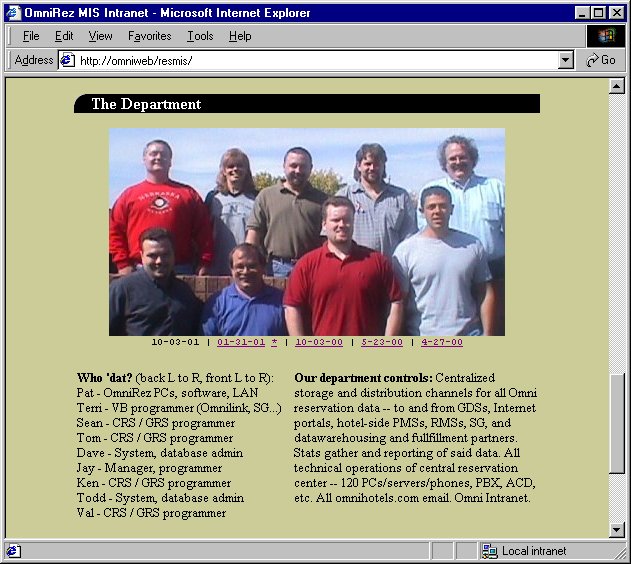 OmniRez MIS Intranet - Microsoft Internet Explorer
File Edit View Favorites Tools Help
Address http://omniweb/resmis/ Go
The Department
NEBRASKA
N
10-03-01 | 01-31-01 * | 10-03-00 | 5-23-00 | 4-27-00
Who 'dat? (back L to R, front L to R):
Pat - OmniRez PCs, software, LAN
Terri - VB programmer (Omnilink, SG...)
Sean - CRS / GRS programmer
Tom - CRS / GRS programmer
Dave - System, database admin
Jay - Manager, programmer
Ken - CRS / GRS programmer
Todd - System, database admin
Val - CRS / GRS programmer
Our department controls: Centralized
storage and distribution channels for all Omni
reservation data -- to and from GDSs, Internet
portals, hotel-side PMSs, RMSs, SG, and
datawarehousing and fullfillment partners.
Stats gather and reporting of said data. All
technical operations of central reservation
center -- 120 PCs/servers/phones, PBX, ACD,
etc. All omnihotels.com email. Omni Intranet.
Local intranet